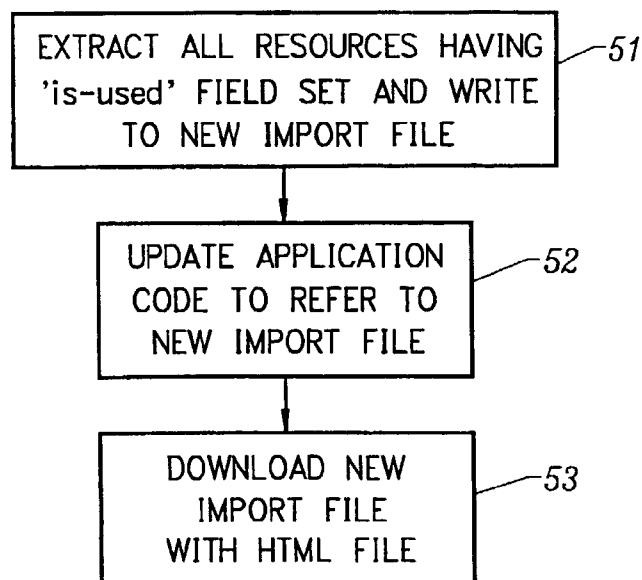 EXTRACT ALL RESOURCES HAVING
'is-used' FIELD SET AND WRITE
TO NEW IMPORT FILE
51
UPDATE APPLICATION
CODE TO REFER TO
NEW IMPORT FILE
52
DOWNLOAD NEW
IMPORT FILE
WITH HTML FILE
53